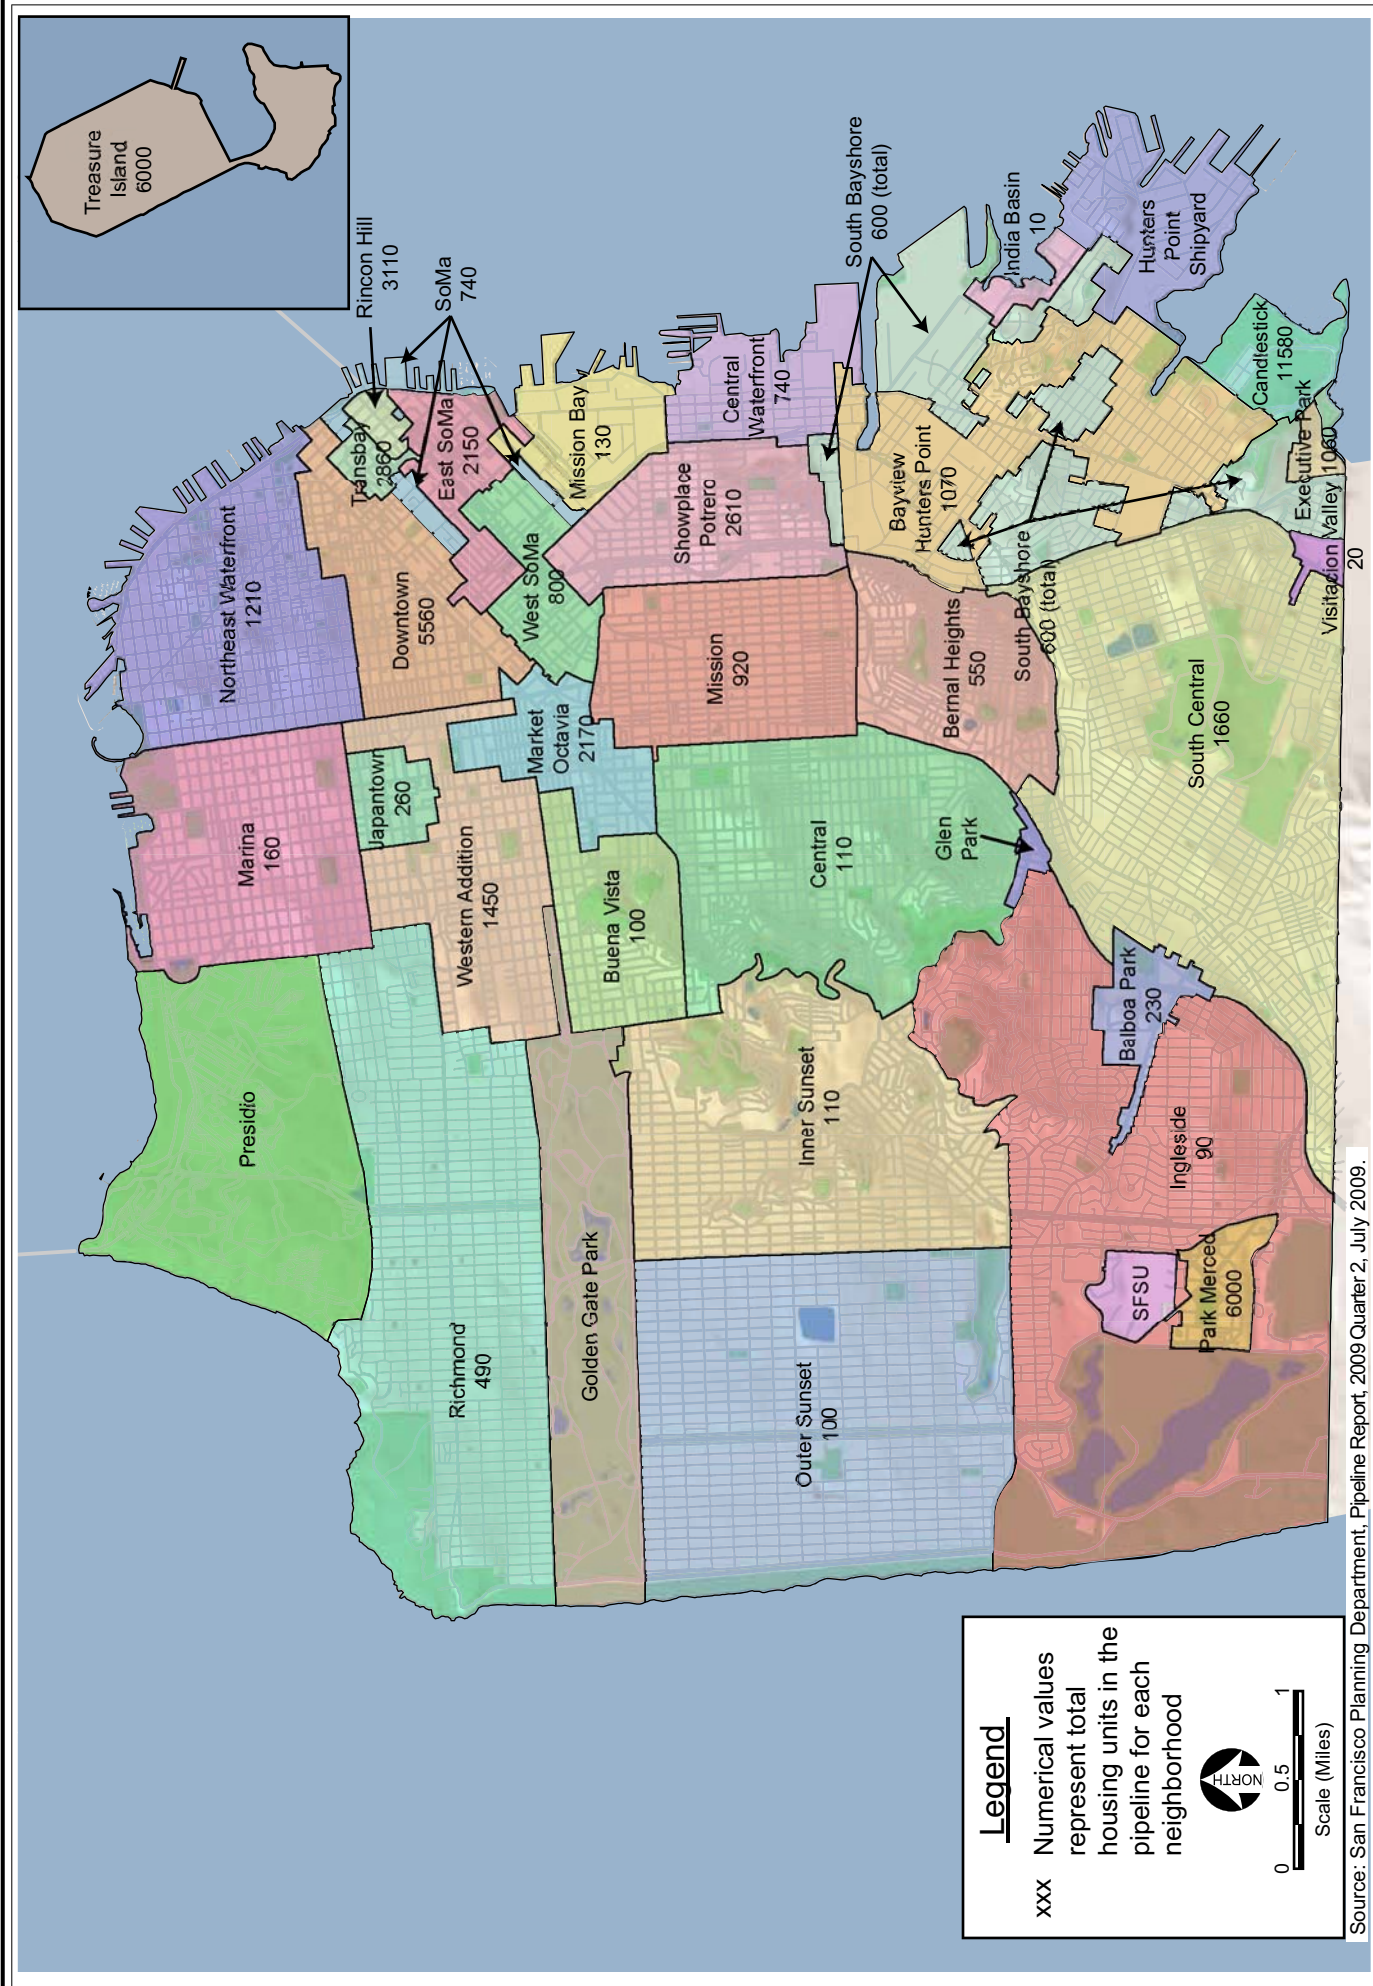 Treasure
Island
6000
Rincon Hill
3110
SoMa
740
Transbay
2860
East SoMa
2150
Mission Bay
130
Central
Waterfront
740
South Bayshore
600 (total)
India Basin
10
Hunters
Point
Shipyard
Candlestick
11580
Executive Park
1060
Visitacion Valley
20
Northeast Waterfront
1210
Downtown
5560
West SoMa
800
Showplace
Potrero
2610
Bayview
Hunters Point
1070
South Bayshore
600 (total)
Mission
920
Bernal Heights
550
South Central
1660
Marina
160
Japantown
260
Market
Octavia
2170
Western Addition
1450
Buena Vista
100
Central
110
Glen
Park
Balboa Park
230
Presidio
Richmond
490
Golden Gate Park
Inner Sunset
110
Outer Sunset
100
Ingleside
90
SFSU
Park Merced
6000
Legend
xxx Numerical values
represent total
housing units in the
pipeline for each
neighborhood
NORTH
0 0.5 1
Scale (Miles)
Source: San Francisco Planning Department, Pipeline Report, 2009 Quarter 2, July 2009.